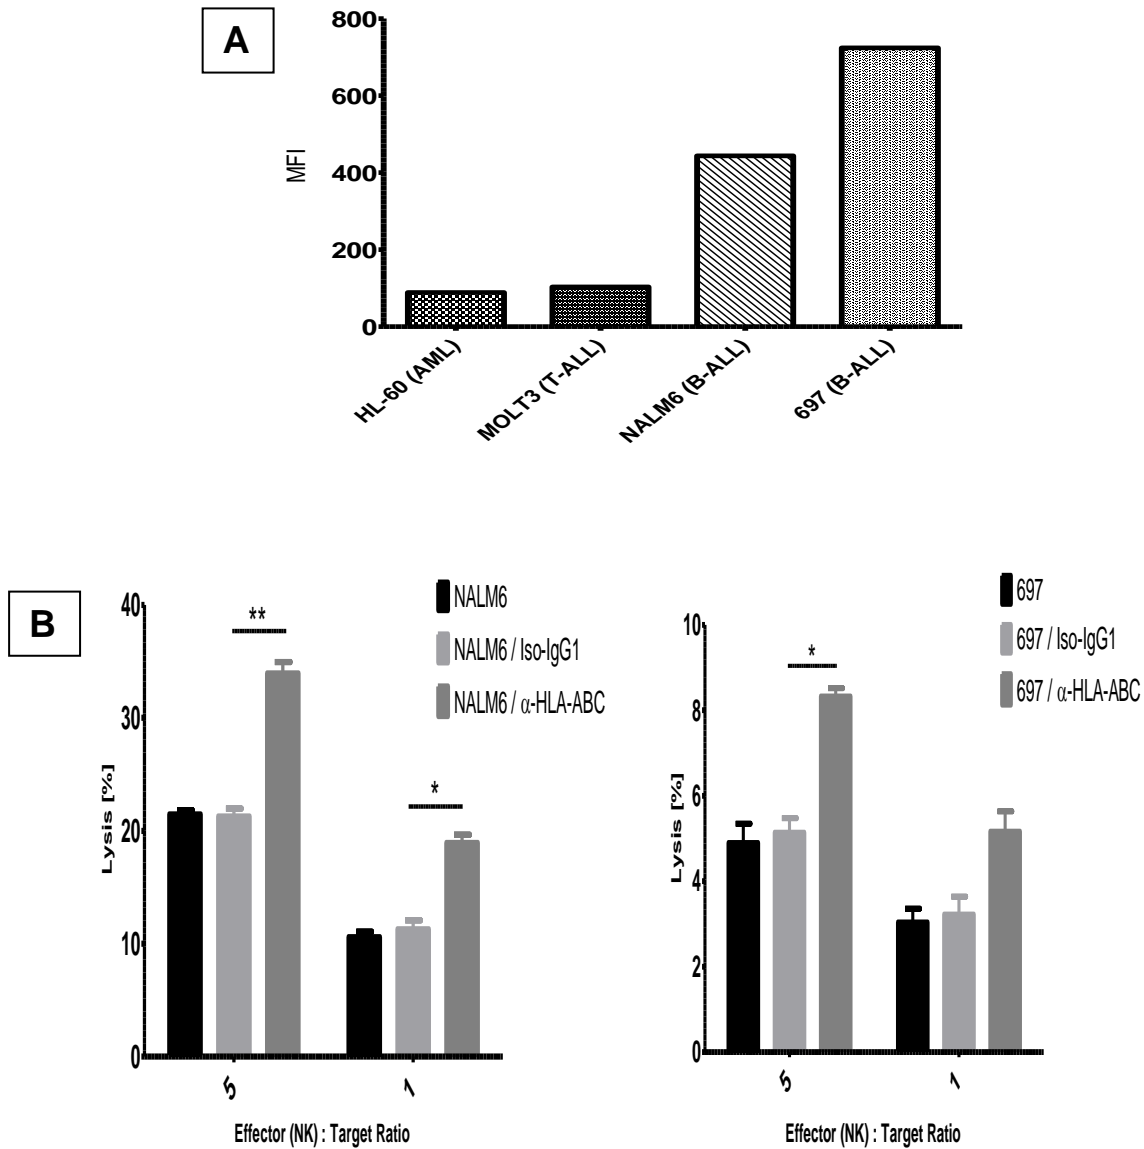 A
800
600
400
200
0
MFI
HL-60 (AML)
MOLT3 (T-ALL)
NALM6 (B-ALL)
697 (B-ALL)
B
40
30
20
10
0
Lysis [%]
**
*
5
1
Effector (NK) : Target Ratio
NALM6
NALM6 / Iso-IgG1
NALM6 / α-HLA-ABC
10
8
6
4
2
0
Lysis [%]
*
5
1
Effector (NK) : Target Ratio
697
697 / Iso-IgG1
697 / α-HLA-ABC